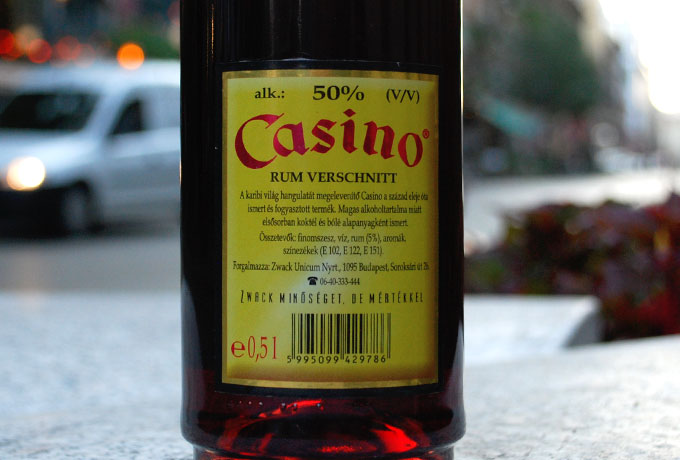 alk.: 50% (V/V)
Casino®
RUM VERSCHNITT
A karibi világ hangulatát megelevenítő Casino a század eleje óta
ismert és fogyasztott termék. Magas alkoholtartalma miatt
elsősorban koktél és bólé alapanyagként ismert.
Összetevők: finomszesz, víz, rum (5%), aromák,
színezékek (E 102, E 122, E 151).
Forgalmazza: Zwack Unicum Nyrt., 1095 Budapest, Soroksári út 26.
☎ 06-40-333-444
ZWACK MINŐSÉGET, DE MÉRTÉKKEL
℮0,5 l
5 995099 429786